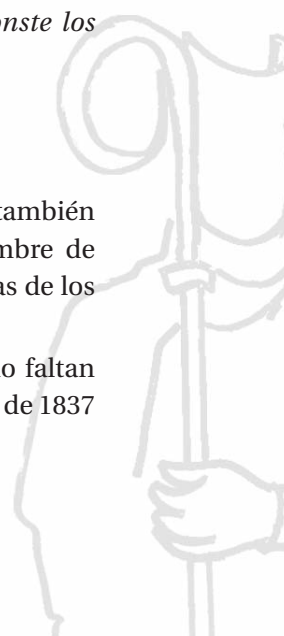 onste los
también
mbre de
as de los
o faltan
de 1837